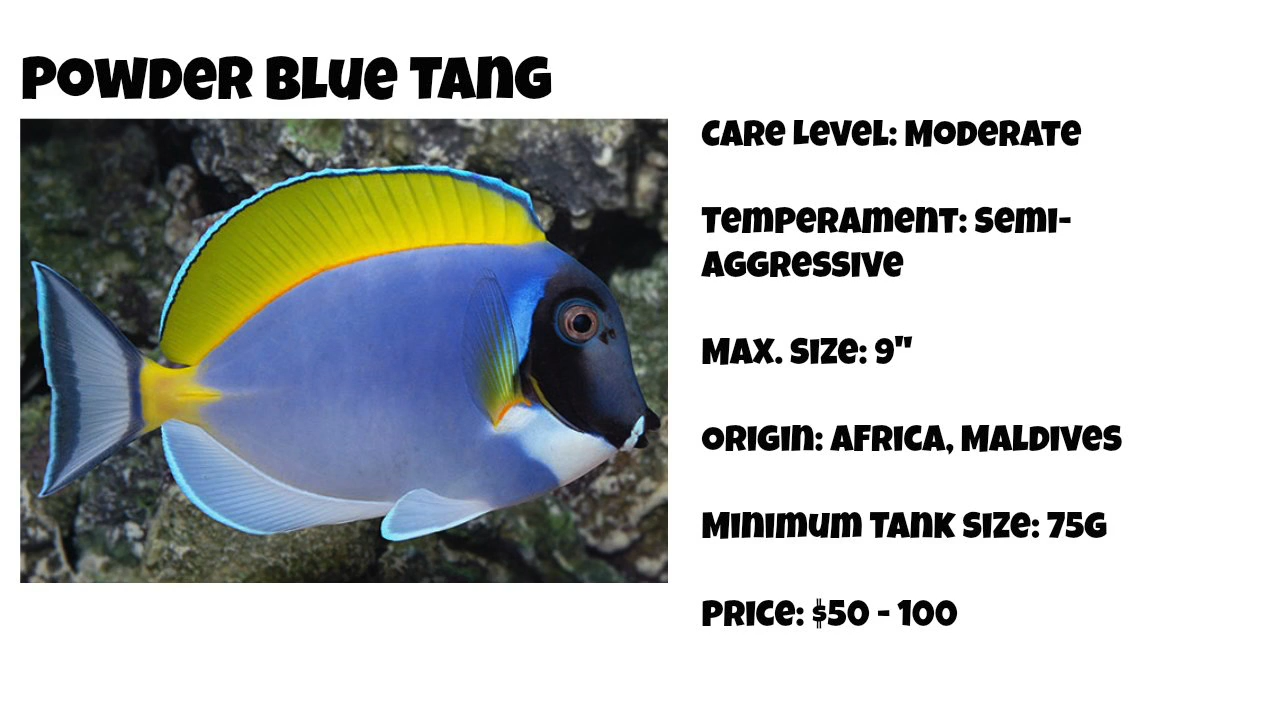 Powder Blue Tang
Care Level: Moderate
Temperament: Semi-
Aggressive
Max. Size: 9"
Origin: Africa, Maldives
Minimum Tank Size: 75G
Price: $50 - 100